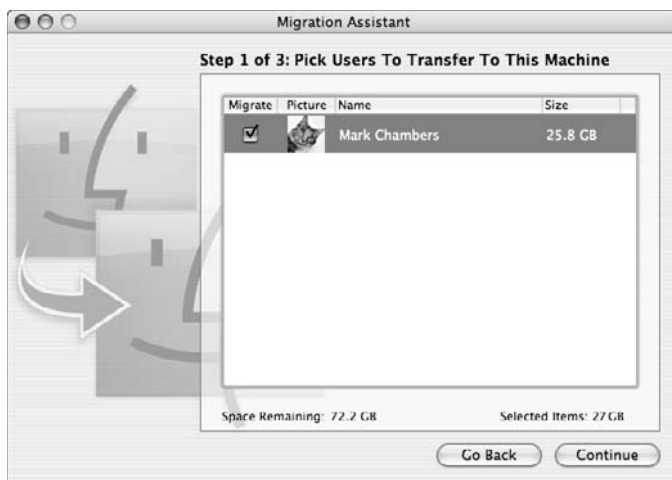 Migration Assistant
Step 1 of 3: Pick Users To Transfer To This Machine
Migrate Picture Name Size
Mark Chambers 25.8 GB
Space Remaining: 72.2 GB Selected Items: 27 GB
Go Back Continue